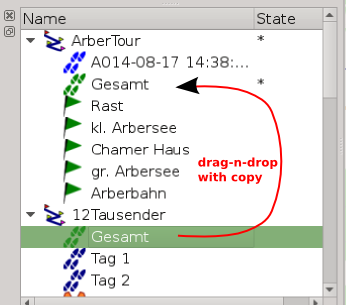 Name State
ArberTour *
A014-08-17 14:38:...
Gesamt *
Rast
kl. Arbersee
Chamer Haus
gr. Arbersee
Arberbahn
drag-n-drop
with copy
12Tausender
Gesamt
Tag 1
Tag 2